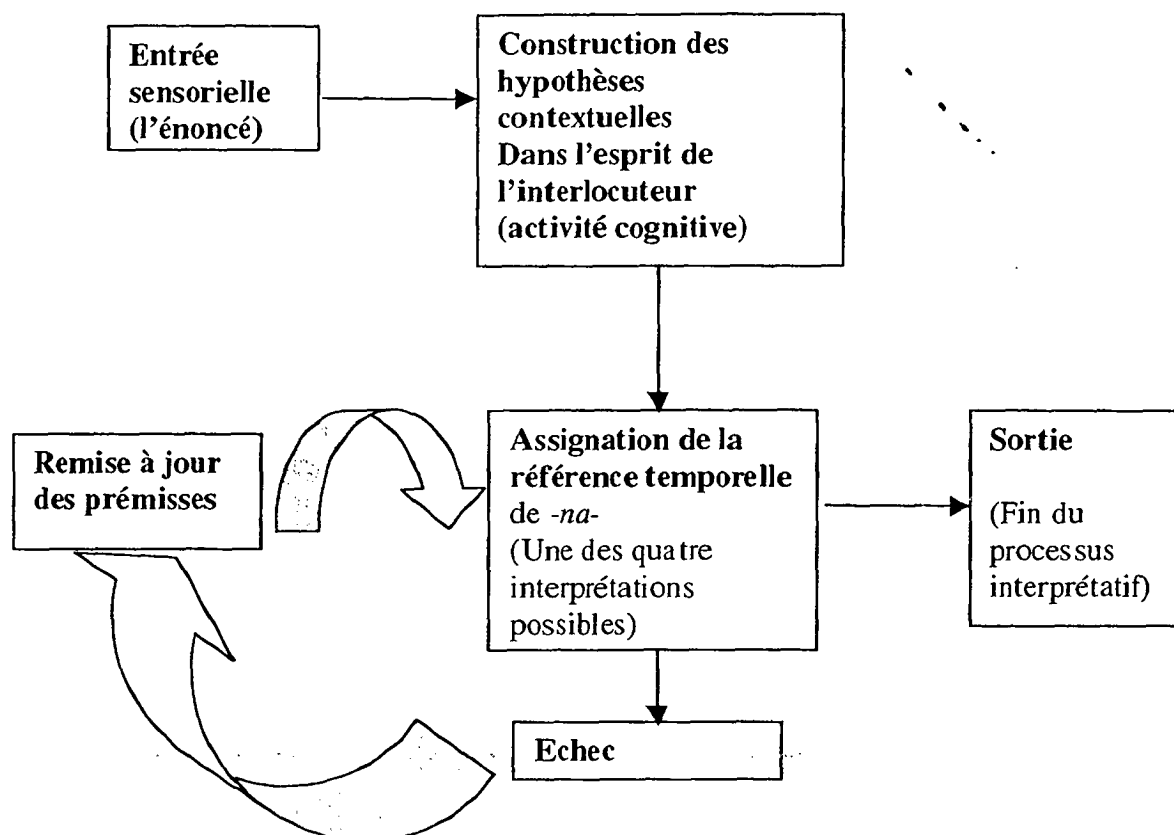 Entrée
sensorielle
(l'énoncé)
Construction des
hypothèses
contextuelles
Dans l'esprit de
l'interlocuteur
(activité cognitive)
Remise à jour
des prémisses
Assignation de la
référence temporelle
de -na-
(Une des quatre
interprétations
possibles)
Sortie
(Fin du
processus
interprétatif)
Echec